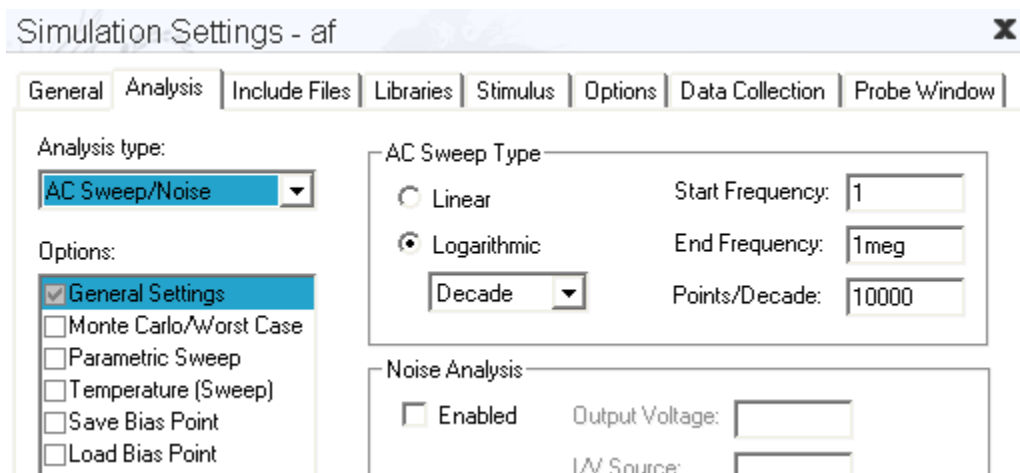 Simulation Settings - af
General Analysis Include Files Libraries Stimulus Options Data Collection Probe Window
Analysis type:
AC Sweep/Noise
Options:
General Settings
Monte Carlo/Worst Case
Parametric Sweep
Temperature (Sweep)
Save Bias Point
Load Bias Point
AC Sweep Type
Linear
Logarithmic
Decade
Start Frequency: 1
End Frequency: 1meg
Points/Decade: 10000
Noise Analysis
Enabled
Output Voltage:
I/V Source: